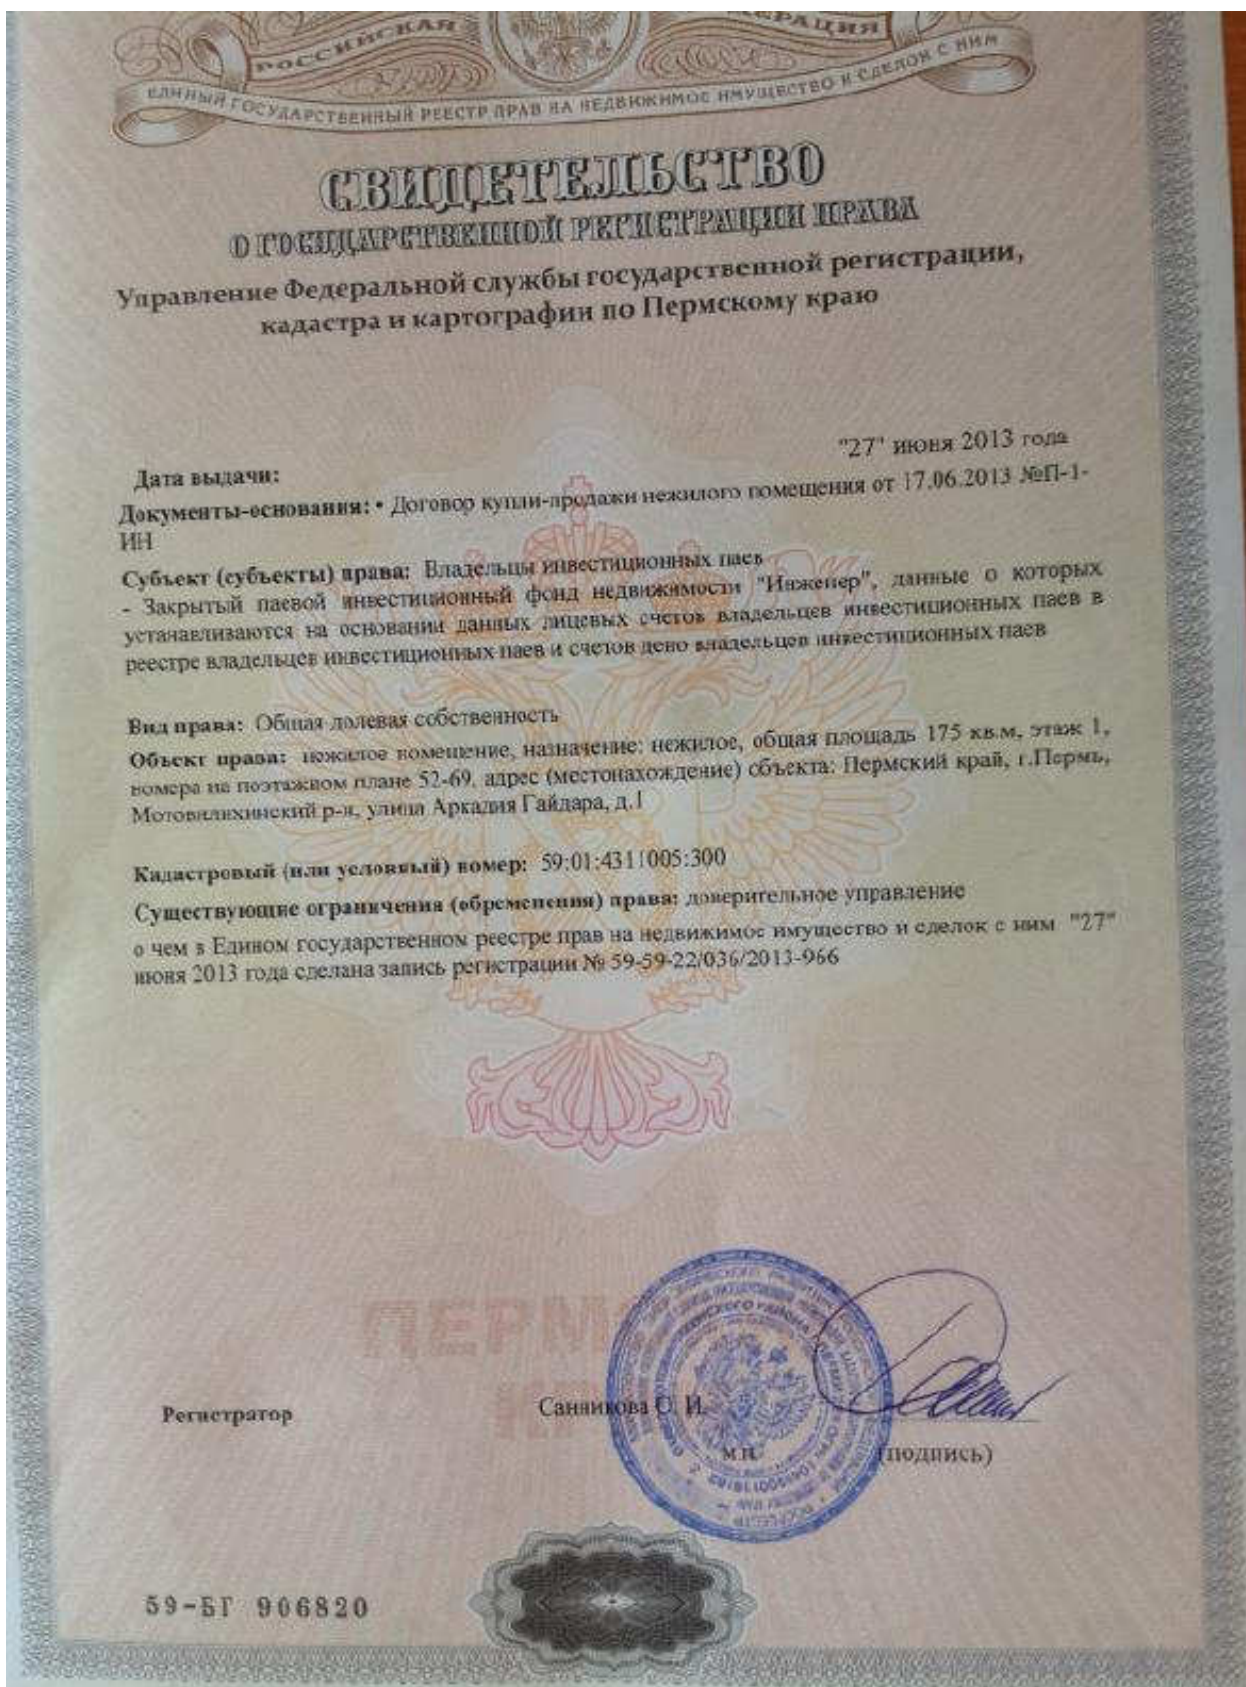 РОССИЙСКАЯ ФЕДЕРАЦИЯ
ЕДИНЫЙ ГОСУДАРСТВЕННЫЙ РЕЕСТР ПРАВ НА НЕДВИЖИМОЕ ИМУЩЕСТВО И СДЕЛОК С НИМ
СВИДЕТЕЛЬСТВО
О ГОСУДАРСТВЕННОЙ РЕГИСТРАЦИИ ПРАВА
Управление Федеральной службы государственной регистрации,
кадастра и картографии по Пермскому краю
"27" июня 2013 года
Дата выдачи:
Документы-основания: • Договор купли-продажи нежилого помещения от 17.06.2013 №П-1-
ИН
Субъект (субъекты) права: Владельцы инвестиционных паев
- Закрытый паевой инвестиционный фонд недвижимости "Инженер", данные о которых
устанавливаются на основании данных лицевых счетов владельцев инвестиционных паев в
реестре владельцев инвестиционных паев и счетов депо владельцев инвестиционных паев
Вид права: Общая долевая собственность
Объект права: нежилое помещение, назначение: нежилое, общая площадь 175 кв.м, этаж 1,
номера на поэтажном плане 52-69, адрес (местонахождение) объекта: Пермский край, г.Пермь,
Мотовилихинский р-н, улица Аркадия Гайдара, д.1
Кадастровый (или условный) номер: 59:01:4311005:300
Существующие ограничения (обременения) права: доверительное управление
о чем в Едином государственном реестре прав на недвижимое имущество и сделок с ним "27"
июня 2013 года сделана запись регистрации № 59-59-22/036/2013-966
ПЕРМ
Регистратор
Санникова О. И.
М.П.
(подпись)
59-БГ 906820